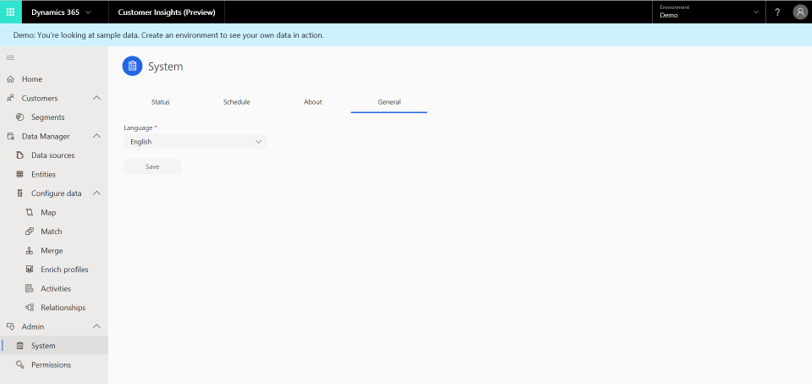 Dynamics 365
Customer Insights (Preview)
Environment
Demo
?
Demo: You're looking at sample data. Create an environment to see your own data in action.
Home
Customers
Segments
Data Manager
Data sources
Entities
Configure data
Map
Match
Merge
Enrich profiles
Activities
Relationships
Admin
System
Permissions
System
Status Schedule About General
Language *
English
Save